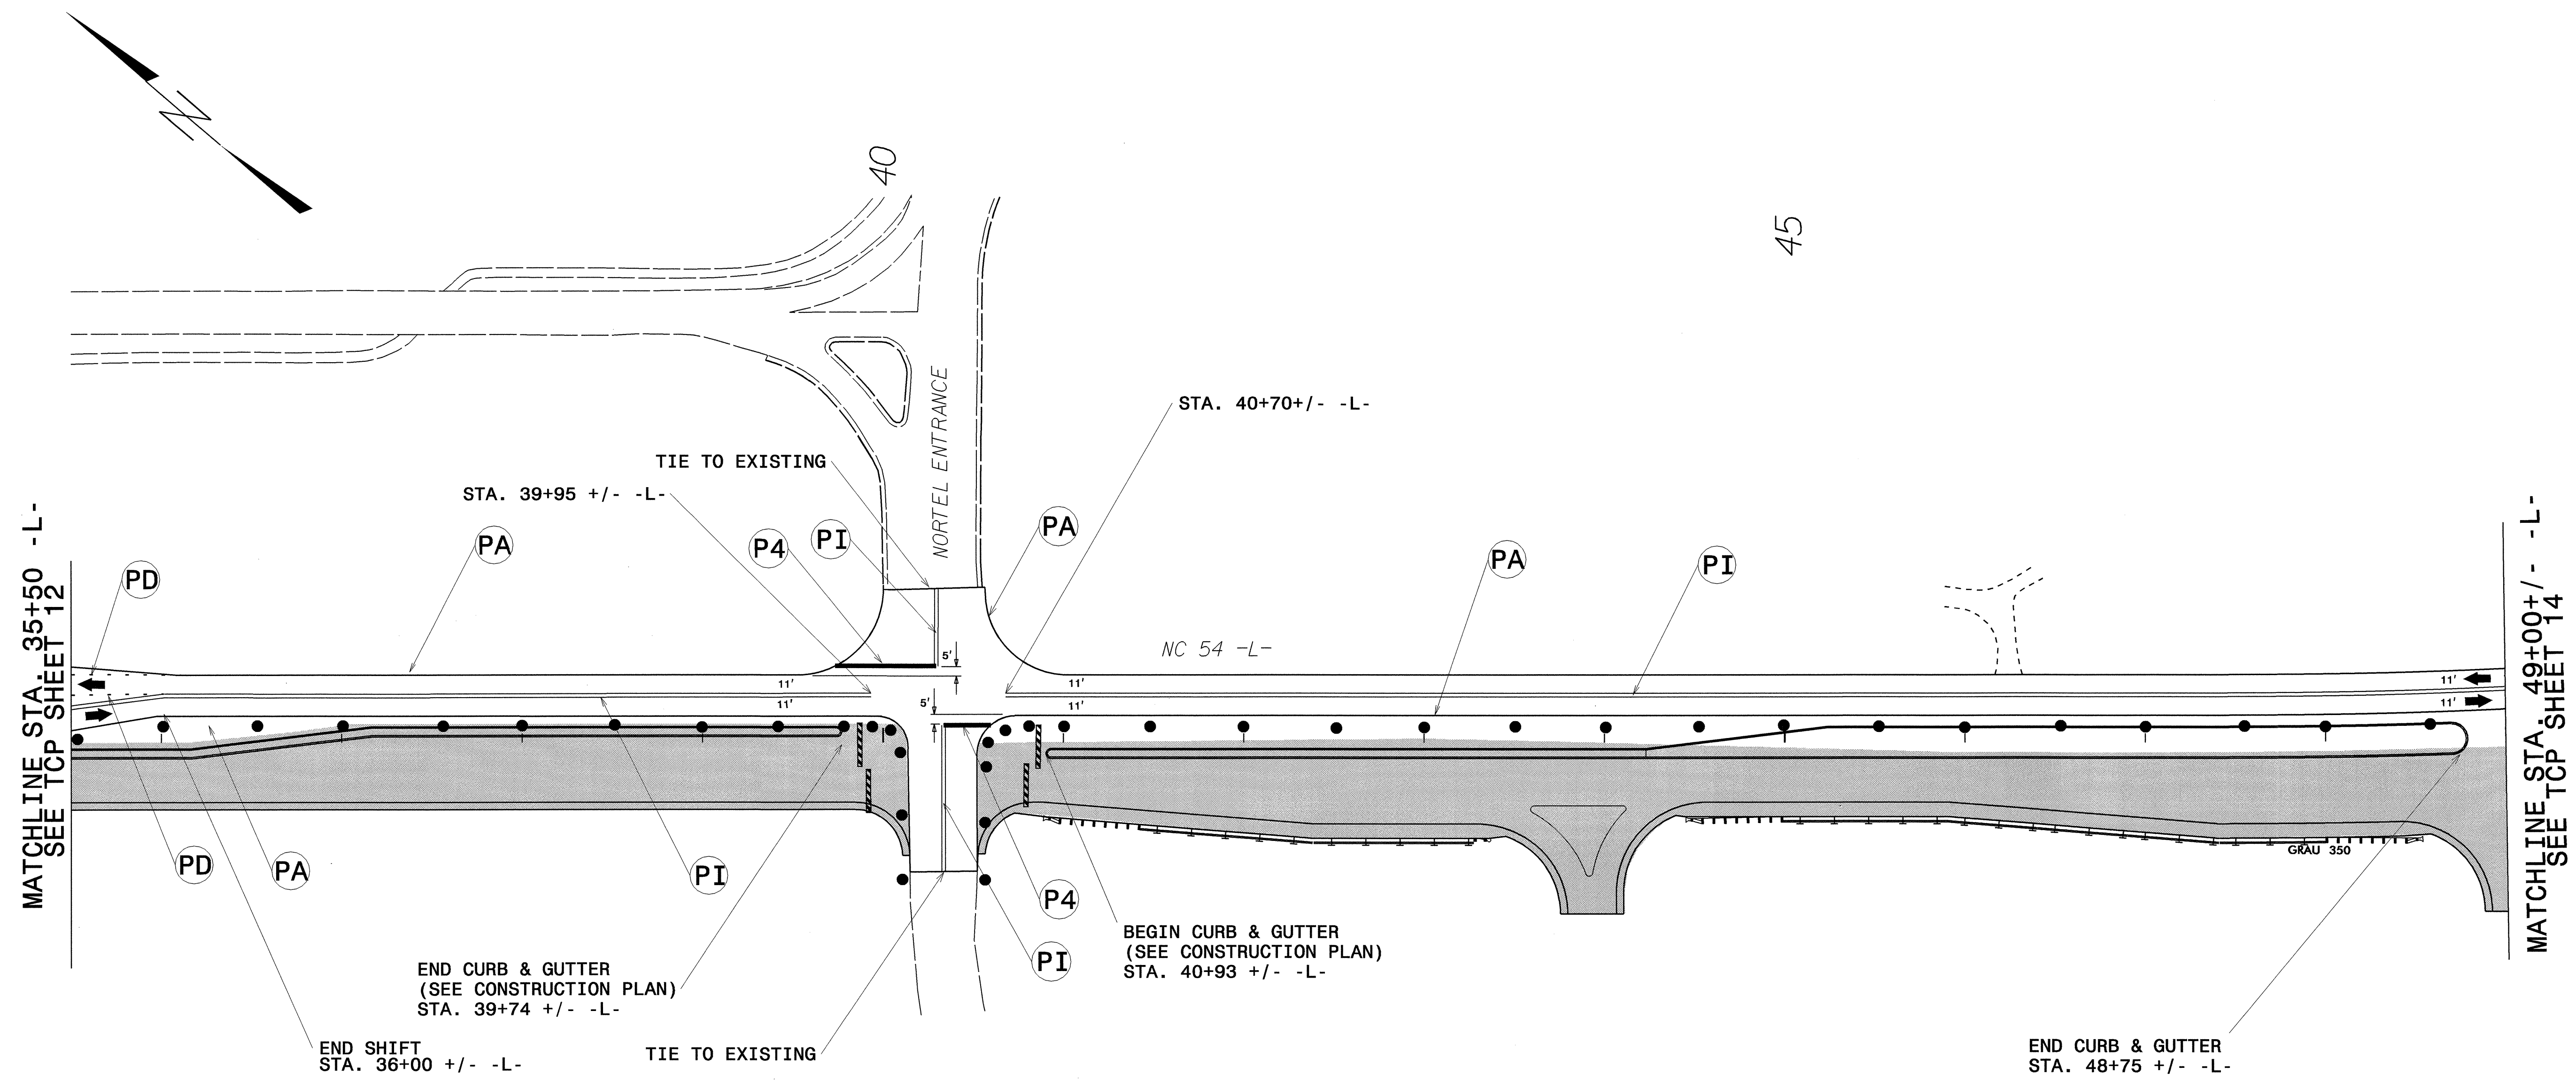 40
45
STA. 40+70+/- -L-
TIE TO EXISTING
STA. 39+95 +/- -L-
NORTEL ENTRANCE
PD
PA
P4
PI
PA
PA
PI
NC 54 -L-
MATCHLINE STA. 35+50 -L-
SEE TCP SHEET 12
MATCHLINE STA. 49+00+/- -L-
SEE TCP SHEET 14
5'
5'
11'
11'
11'
11'
11'
11'
PD
PA
PI
P4
PI
GRAU 350
BEGIN CURB & GUTTER
(SEE CONSTRUCTION PLAN)
STA. 40+93 +/- -L-
END CURB & GUTTER
(SEE CONSTRUCTION PLAN)
STA. 39+74 +/- -L-
END SHIFT
STA. 36+00 +/- -L-
TIE TO EXISTING
END CURB & GUTTER
STA. 48+75 +/- -L-